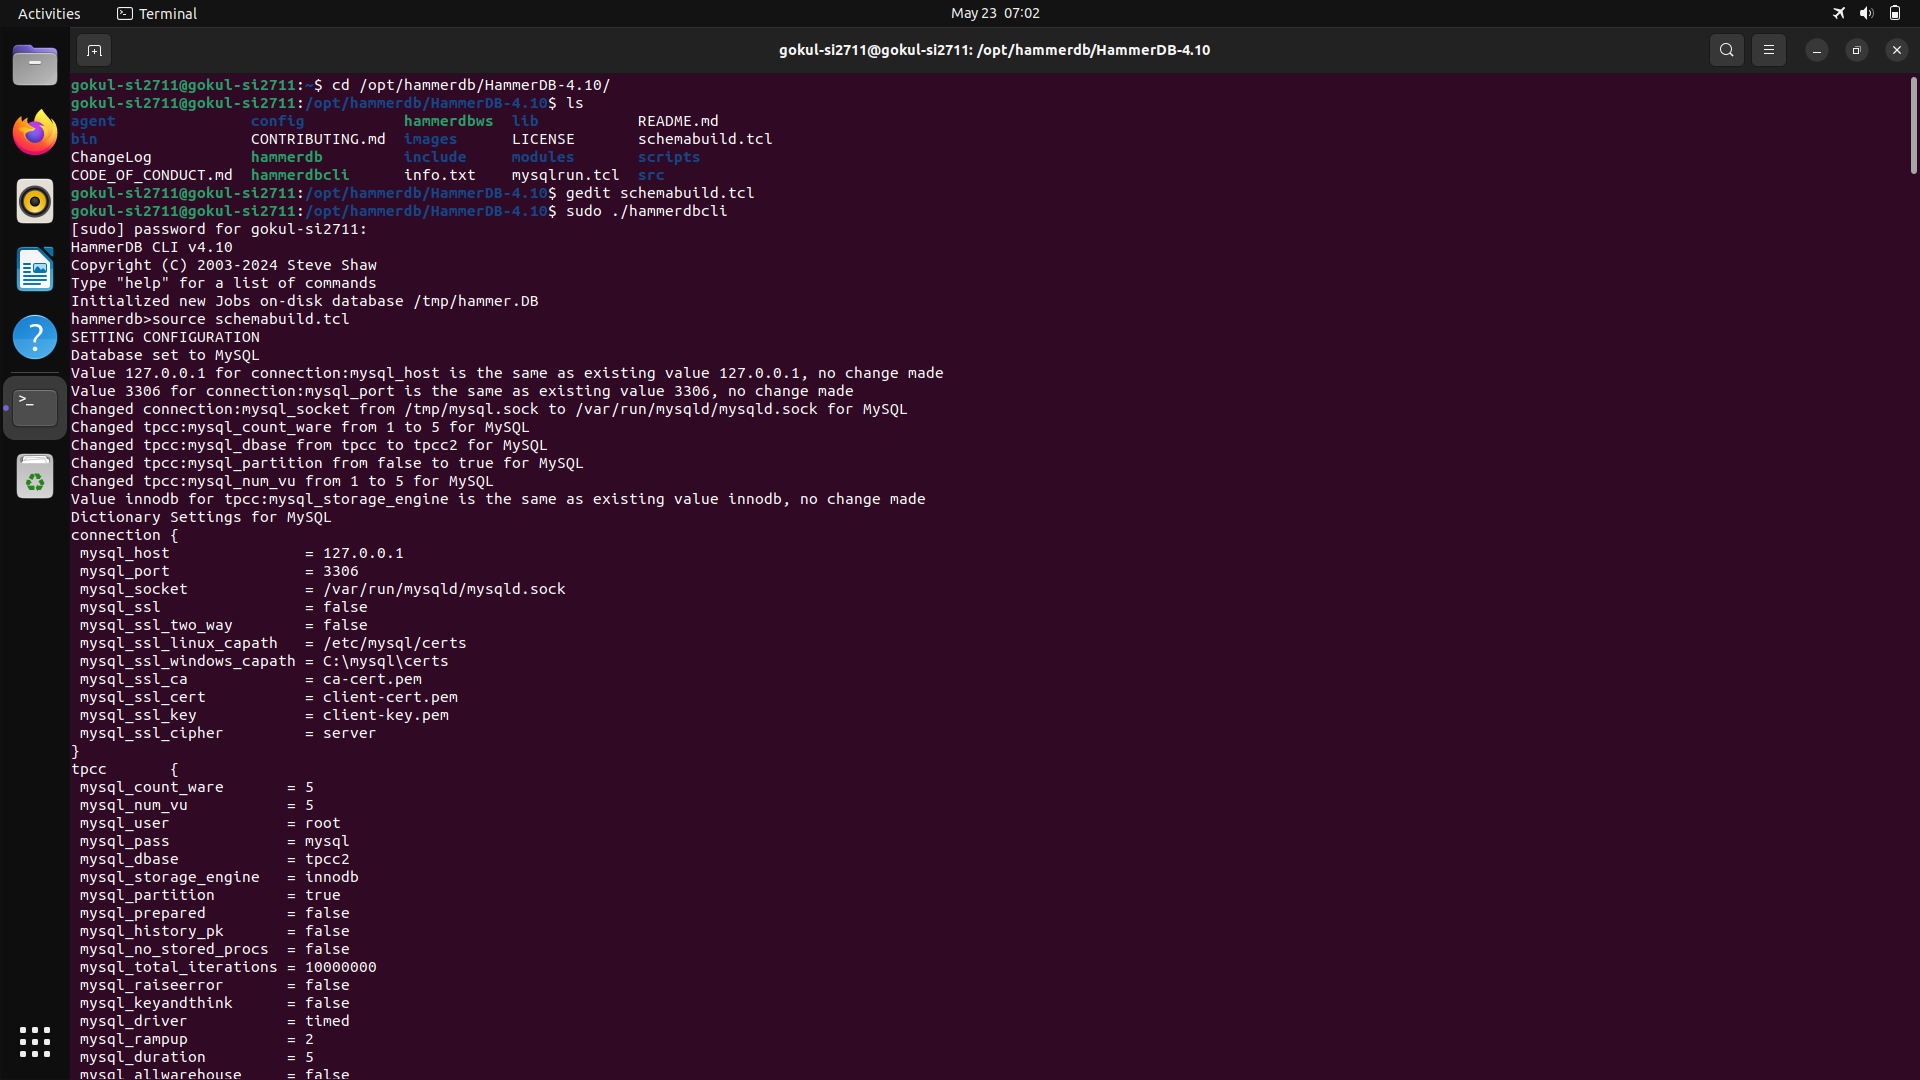 Activities
Terminal
May 23 07:02
gokul-si2711@gokul-si2711: /opt/hammerdb/HammerDB-4.10
gokul-si2711@gokul-si2711:~$ cd /opt/hammerdb/HammerDB-4.10/
gokul-si2711@gokul-si2711:/opt/hammerdb/HammerDB-4.10$ ls
agent config hammerdbws lib README.md
bin CONTRIBUTING.md images LICENSE schemabuild.tcl
ChangeLog hammerdb include modules scripts
CODE_OF_CONDUCT.md hammerdbcli info.txt mysqlrun.tcl src
gokul-si2711@gokul-si2711:/opt/hammerdb/HammerDB-4.10$ gedit schemabuild.tcl
gokul-si2711@gokul-si2711:/opt/hammerdb/HammerDB-4.10$ sudo ./hammerdbcli
[sudo] password for gokul-si2711:
HammerDB CLI v4.10
Copyright (C) 2003-2024 Steve Shaw
Type "help" for a list of commands
Initialized new Jobs on-disk database /tmp/hammer.DB
hammerdb>source schemabuild.tcl
SETTING CONFIGURATION
Database set to MySQL
Value 127.0.0.1 for connection:mysql_host is the same as existing value 127.0.0.1, no change made
Value 3306 for connection:mysql_port is the same as existing value 3306, no change made
Changed connection:mysql_socket from /tmp/mysql.sock to /var/run/mysqld/mysqld.sock for MySQL
Changed tpcc:mysql_count_ware from 1 to 5 for MySQL
Changed tpcc:mysql_dbase from tpcc to tpcc2 for MySQL
Changed tpcc:mysql_partition from false to true for MySQL
Changed tpcc:mysql_num_vu from 1 to 5 for MySQL
Value innodb for tpcc:mysql_storage_engine is the same as existing value innodb, no change made
Dictionary Settings for MySQL
connection {
 mysql_host               = 127.0.0.1
 mysql_port               = 3306
 mysql_socket             = /var/run/mysqld/mysqld.sock
 mysql_ssl                = false
 mysql_ssl_two_way        = false
 mysql_ssl_linux_capath   = /etc/mysql/certs
 mysql_ssl_windows_capath = C:\mysql\certs
 mysql_ssl_ca             = ca-cert.pem
 mysql_ssl_cert           = client-cert.pem
 mysql_ssl_key            = client-key.pem
 mysql_ssl_cipher         = server
}
tpcc       {
 mysql_count_ware       = 5
 mysql_num_vu           = 5
 mysql_user             = root
 mysql_pass             = mysql
 mysql_dbase            = tpcc2
 mysql_storage_engine   = innodb
 mysql_partition        = true
 mysql_prepared         = false
 mysql_history_pk       = false
 mysql_no_stored_procs  = false
 mysql_total_iterations = 10000000
 mysql_raiseerror       = false
 mysql_keyandthink      = false
 mysql_driver           = timed
 mysql_rampup           = 2
 mysql_duration         = 5
 mysql_allwarehouse     = false